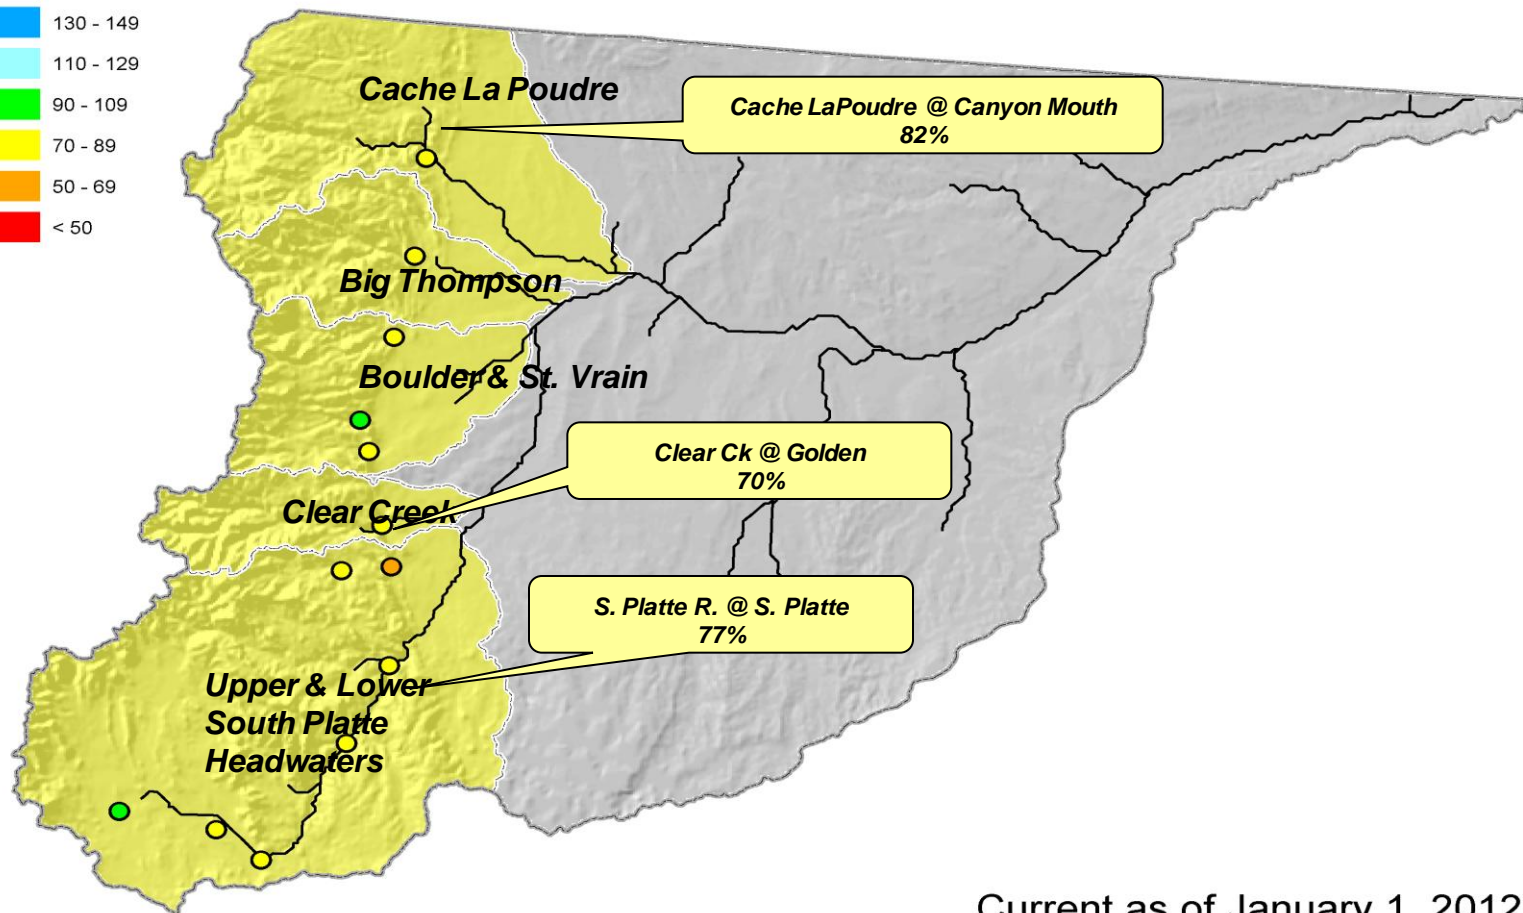 130 - 149
110 - 129
90 - 109
70 - 89
50 - 69
< 50
Cache La Poudre
Cache LaPoudre @ Canyon Mouth
82%
Big Thompson
Boulder & St. Vrain
Clear Ck @ Golden
70%
Clear Creek
S. Platte R. @ S. Platte
77%
Upper & Lower
South Platte
Headwaters
Current as of January 1, 2012